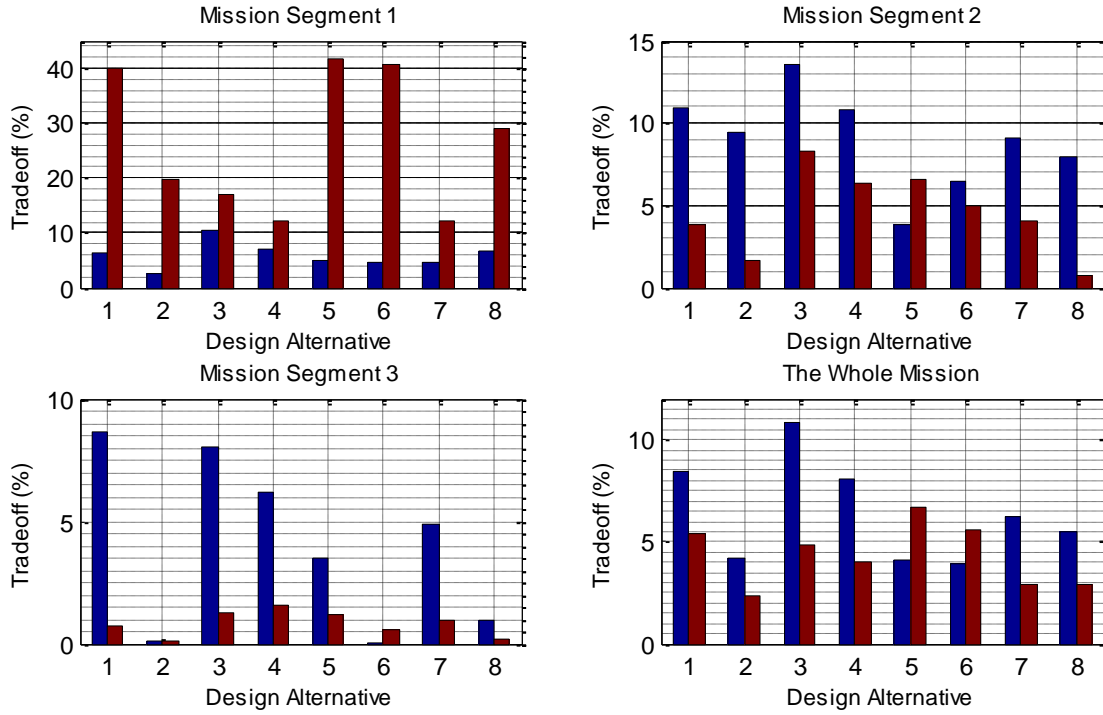 Mission Segment 1
Tradeoff (%)
40
30
20
10
0
1 2 3 4 5 6 7 8
Design Alternative
Mission Segment 2
Tradeoff (%)
15
10
5
0
1 2 3 4 5 6 7 8
Design Alternative
Mission Segment 3
Tradeoff (%)
10
5
0
1 2 3 4 5 6 7 8
Design Alternative
The Whole Mission
Tradeoff (%)
10
5
0
1 2 3 4 5 6 7 8
Design Alternative